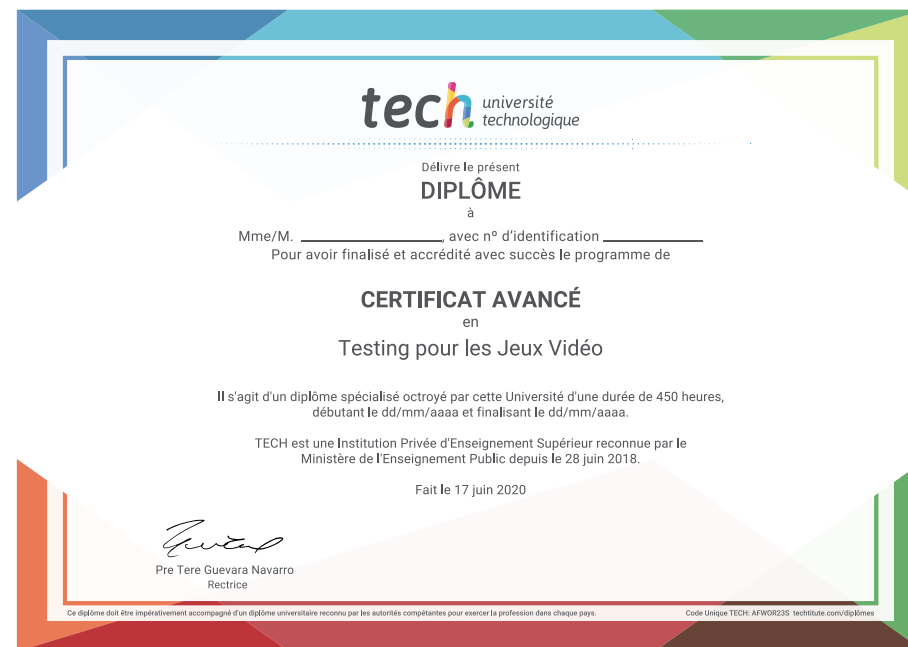 tech université
technologique
Délivre le présent
DIPLÔME
à
Mme/M. ____________________, avec nº d'identification ______________
Pour avoir finalisé et accrédité avec succès le programme de
CERTIFICAT AVANCÉ
en
Testing pour les Jeux Vidéo
Il s'agit d'un diplôme spécialisé octroyé par cette Université d'une durée de 450 heures,
débutant le dd/mm/aaaa et finalisant le dd/mm/aaaa.
TECH est une Institution Privée d'Enseignement Supérieur reconnue par le
Ministère de l'Enseignement Public depuis le 28 juin 2018.
Fait le 17 juin 2020
Pre Tere Guevara Navarro
Rectrice
Ce diplôme doit être impérativement accompagné d'un diplôme universitaire reconnu par les autorités compétantes pour exercer la profession dans chaque pays. Code Unique TECH: AFWOR23S techtitute.com/diplômes